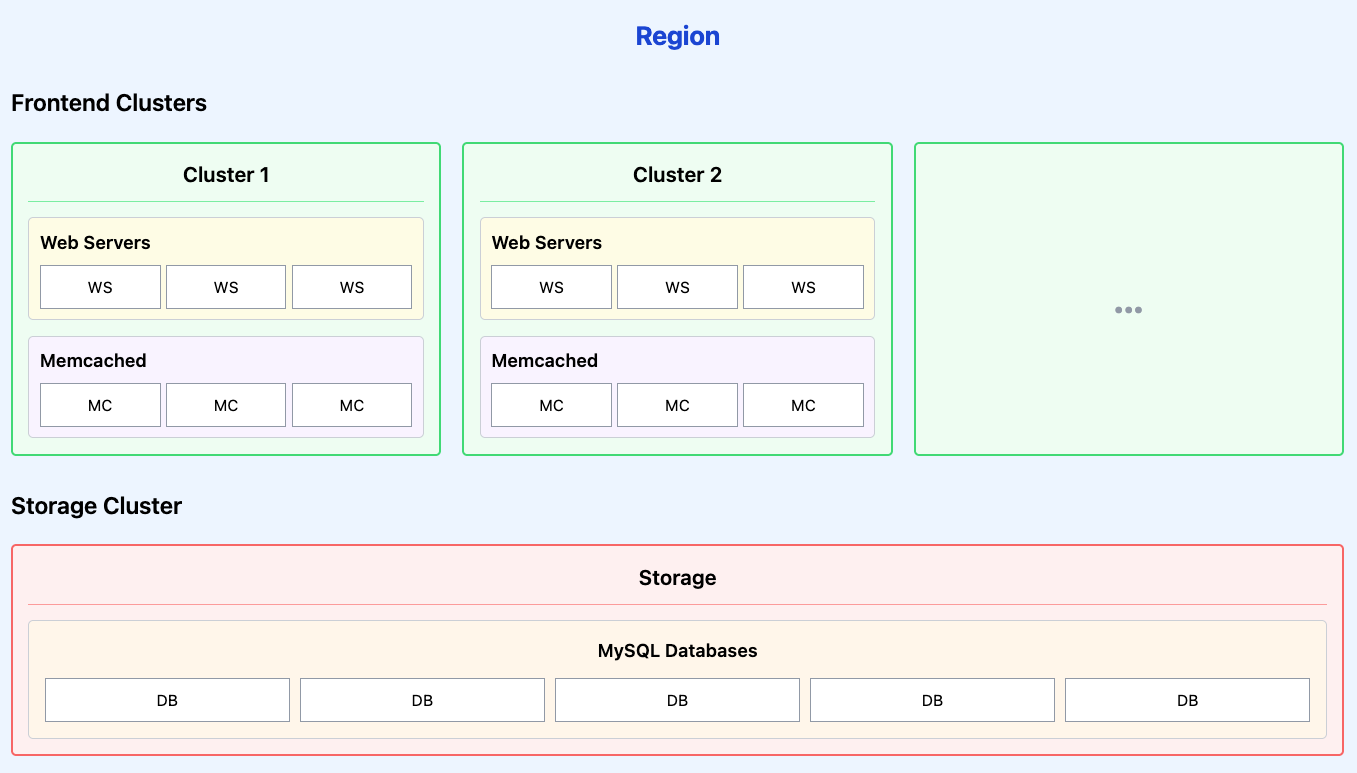 Region
Frontend Clusters
Cluster 1
Web Servers
WS WS WS
Memcached
MC MC MC
Cluster 2
Web Servers
WS WS WS
Memcached
MC MC MC
...
Storage Cluster
Storage
MySQL Databases
DB DB DB DB DB